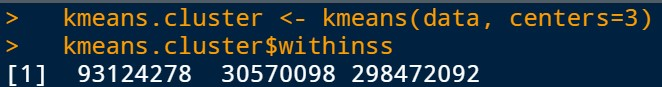 >   kmeans.cluster <- kmeans(data, centers=3)
>   kmeans.cluster$withinss
[1]  93124278  30570098 298472092